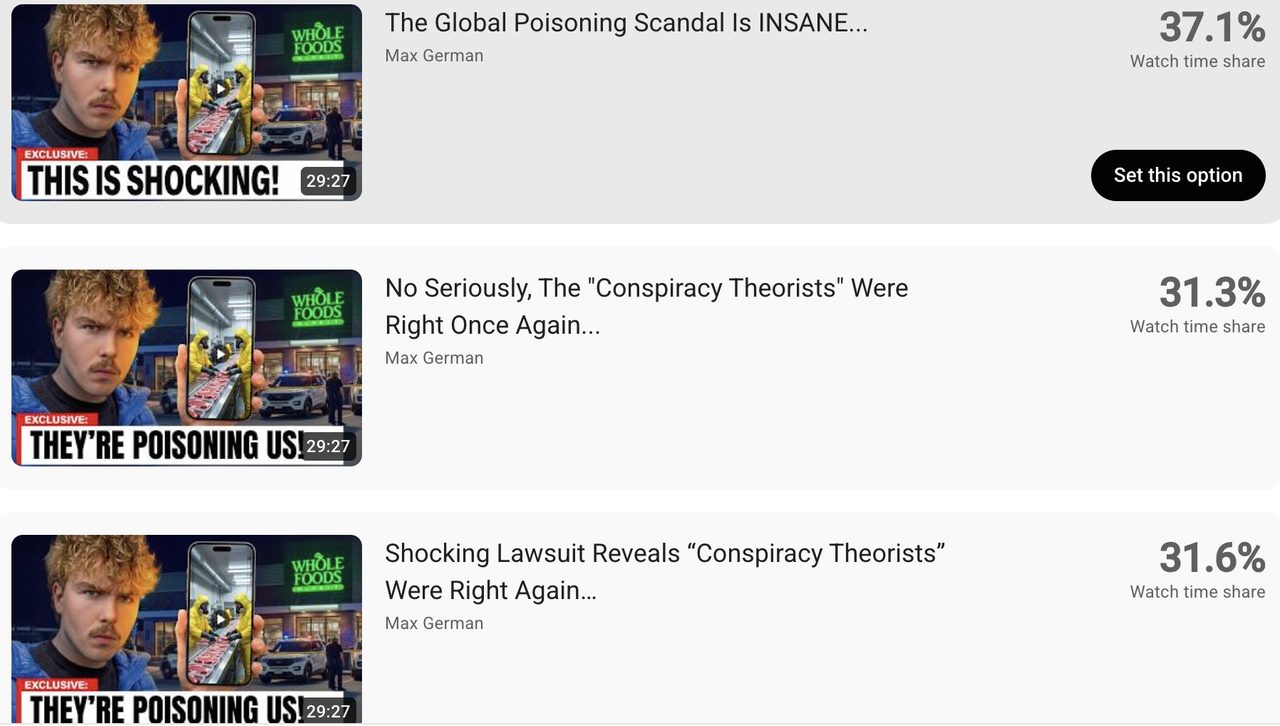 The Global Poisoning Scandal Is INSANE...
Max German
37.1%
Watch time share
Set this option
WHOLE
FOODS
EXCLUSIVE:
THIS IS SHOCKING!
29:27
No Seriously, The "Conspiracy Theorists" Were
Right Once Again...
Max German
31.3%
Watch time share
WHOLE
FOODS
EXCLUSIVE:
THEY'RE POISONING US!
29:27
Shocking Lawsuit Reveals “Conspiracy Theorists”
Were Right Again…
Max German
31.6%
Watch time share
WHOLE
FOODS
EXCLUSIVE:
THEY'RE POISONING US!
29:27